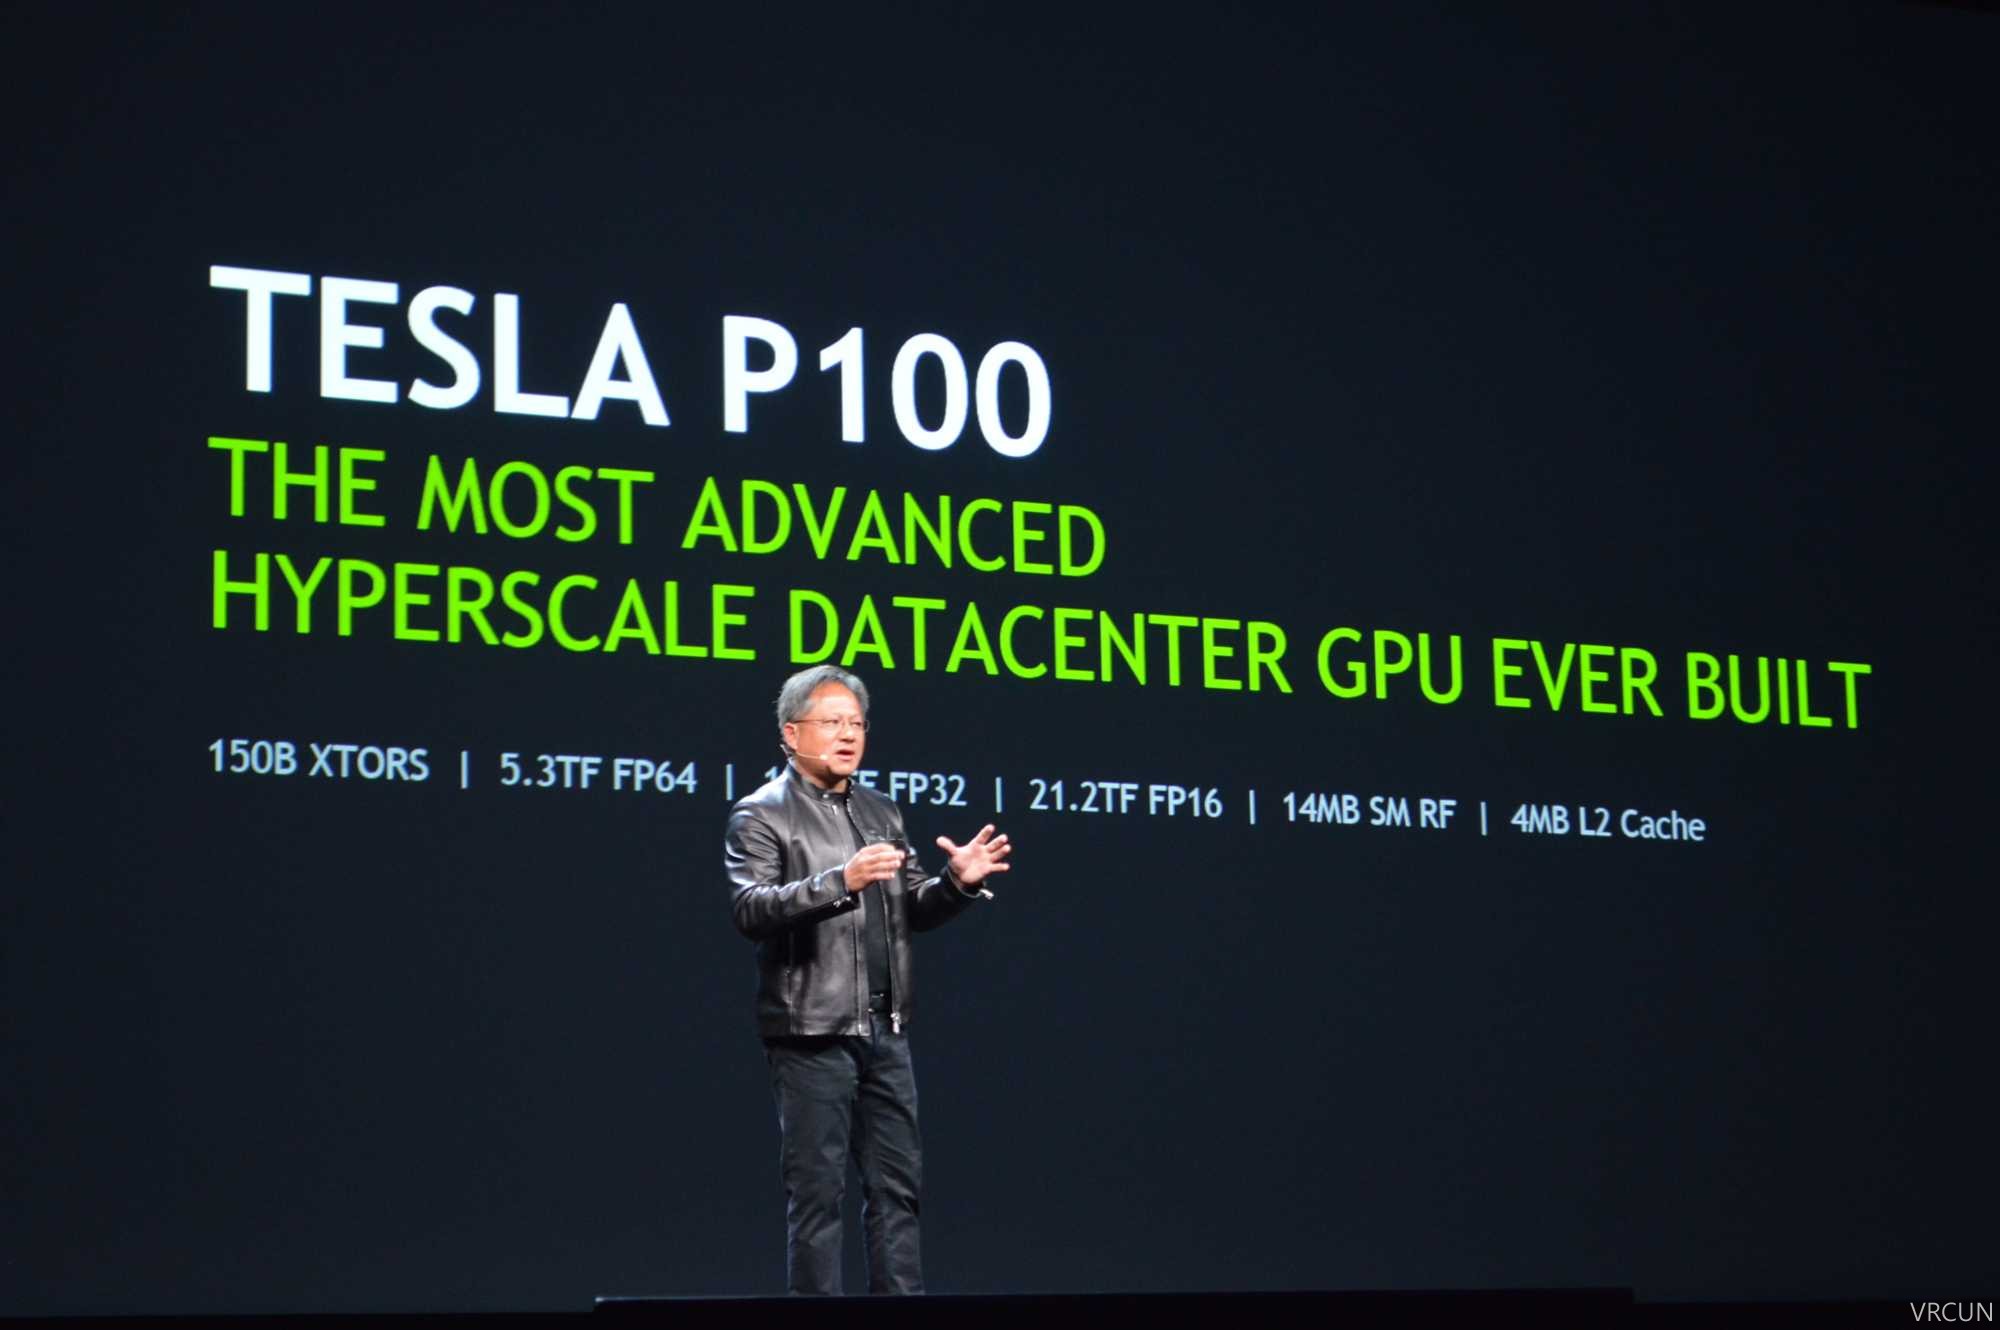 TESLA P100
THE MOST ADVANCED
HYPERSCALE DATACENTER GPU EVER BUILT
150B XTORS | 5.3TF FP64 | FP32 | 21.2TF FP16 | 14MB SM RF | 4MB L2 Cache
VRCUN